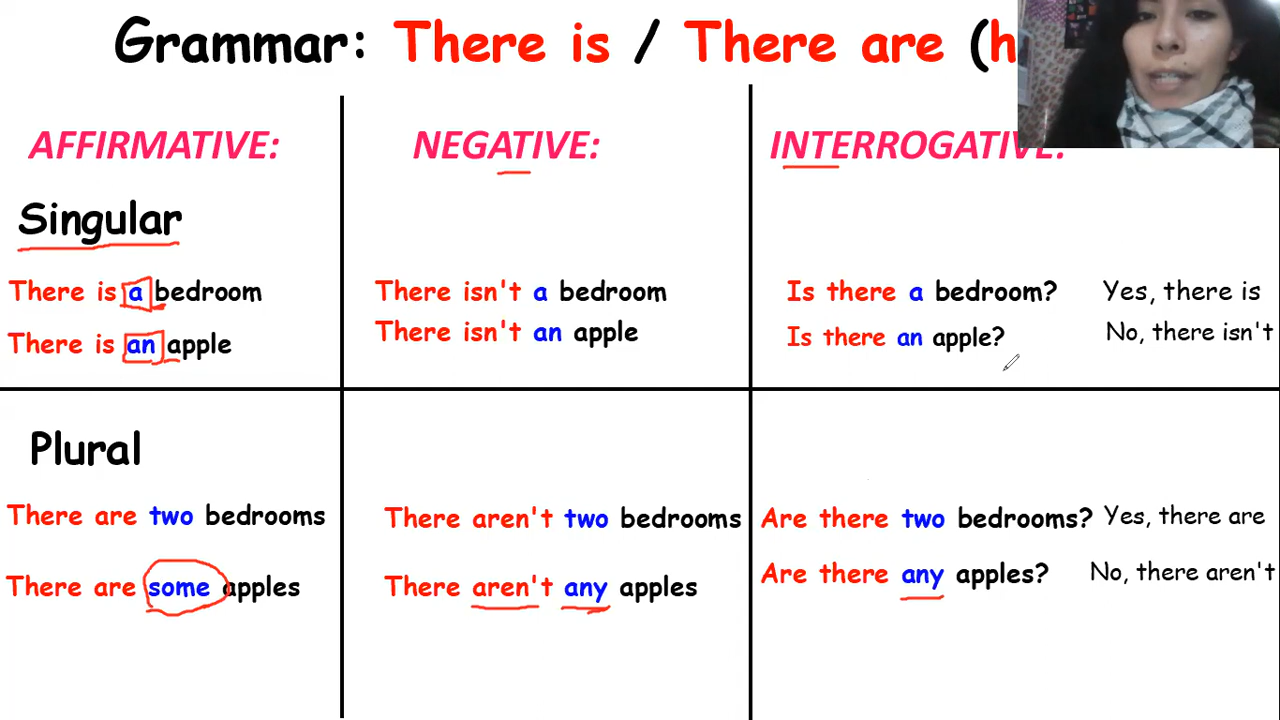 Grammar: There is / There are (h
AFFIRMATIVE:
NEGATIVE:
INTERROGATIVE:
Singular
There is a bedroom
There isn't a bedroom
Is there a bedroom?
Yes, there is
There is an apple
There isn't an apple
Is there an apple?
No, there isn't
Plural
There are two bedrooms
There aren't two bedrooms
Are there two bedrooms?
Yes, there are
There are some apples
There aren't any apples
Are there any apples?
No, there aren't